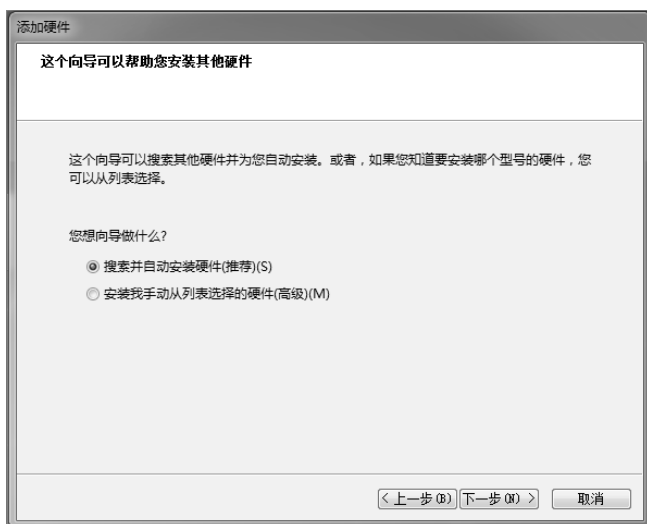 添加硬件
这个向导可以帮助您安装其他硬件
这个向导可以搜索其他硬件并为您自动安装。或者，如果您知道要安装哪个型号的硬件，您
可以从列表选择。
您想向导做什么?
搜索并自动安装硬件(推荐)(S)
安装我手动从列表选择的硬件(高级)(M)
< 上一步(B) 下一步(N) > 取消